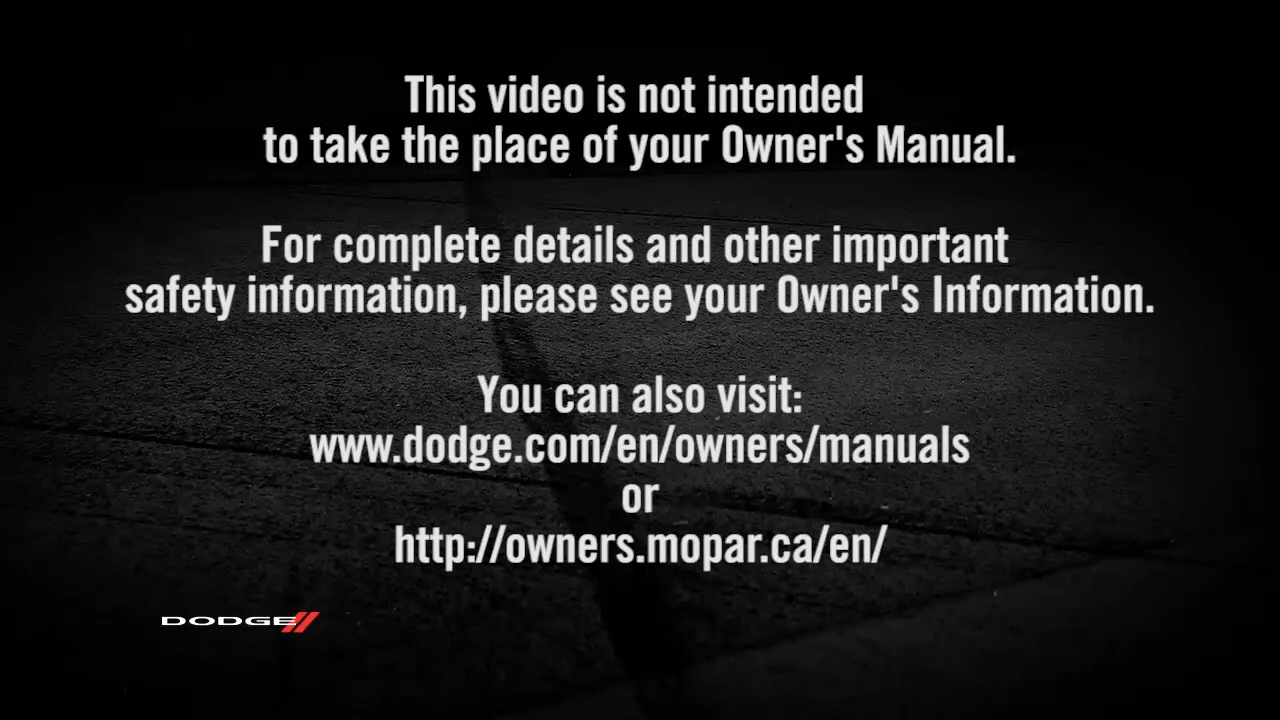 This video is not intended
to take the place of your Owner's Manual.
For complete details and other important
safety information, please see your Owner's Information.
You can also visit:
www.dodge.com/en/owners/manuals
or
http://owners.mopar.ca/en/
DODGE